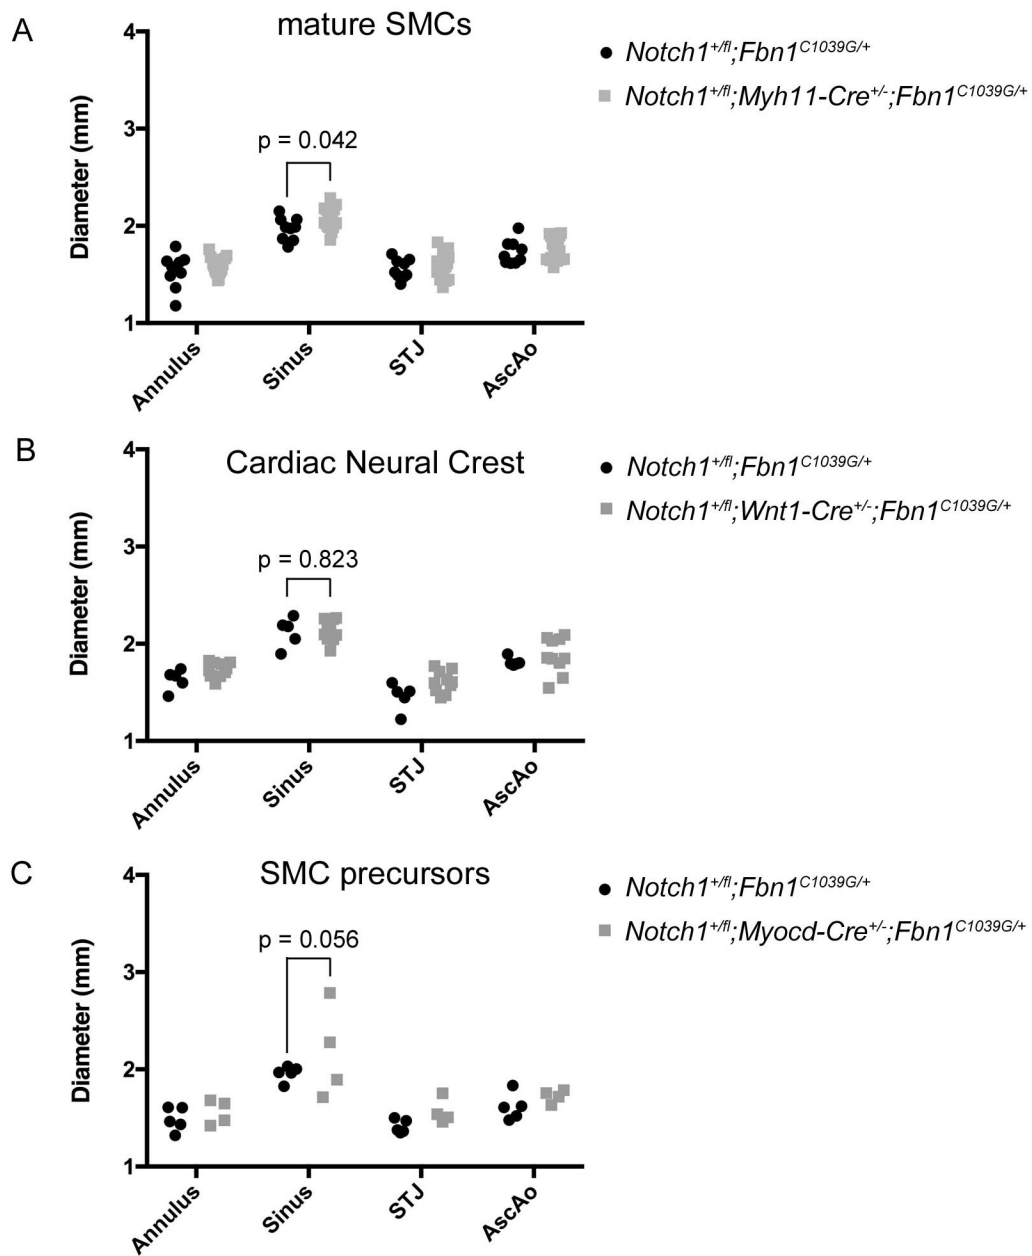 A
mature SMCs
Notch1+/fl;Fbn1C1039G/+
Notch1+/fl;Myh11-Cre+/-;Fbn1C1039G/+
Diameter (mm)
4
3
2
1
p = 0.042
Annulus
Sinus
STJ
AscAo
B
Cardiac Neural Crest
Notch1+/fl;Fbn1C1039G/+
Notch1+/fl;Wnt1-Cre+/-;Fbn1C1039G/+
Diameter (mm)
4
3
2
1
p = 0.823
Annulus
Sinus
STJ
AscAo
C
SMC precursors
Notch1+/fl;Fbn1C1039G/+
Notch1+/fl;Myocd-Cre+/-;Fbn1C1039G/+
Diameter (mm)
4
3
2
1
p = 0.056
Annulus
Sinus
STJ
AscAo